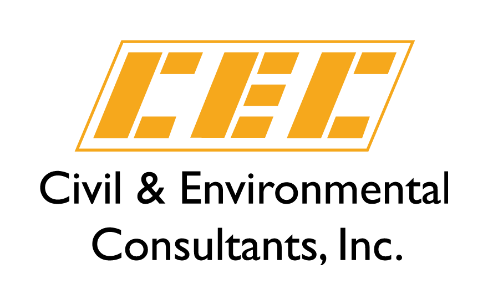 CEC
Civil & Environmental
Consultants, Inc.